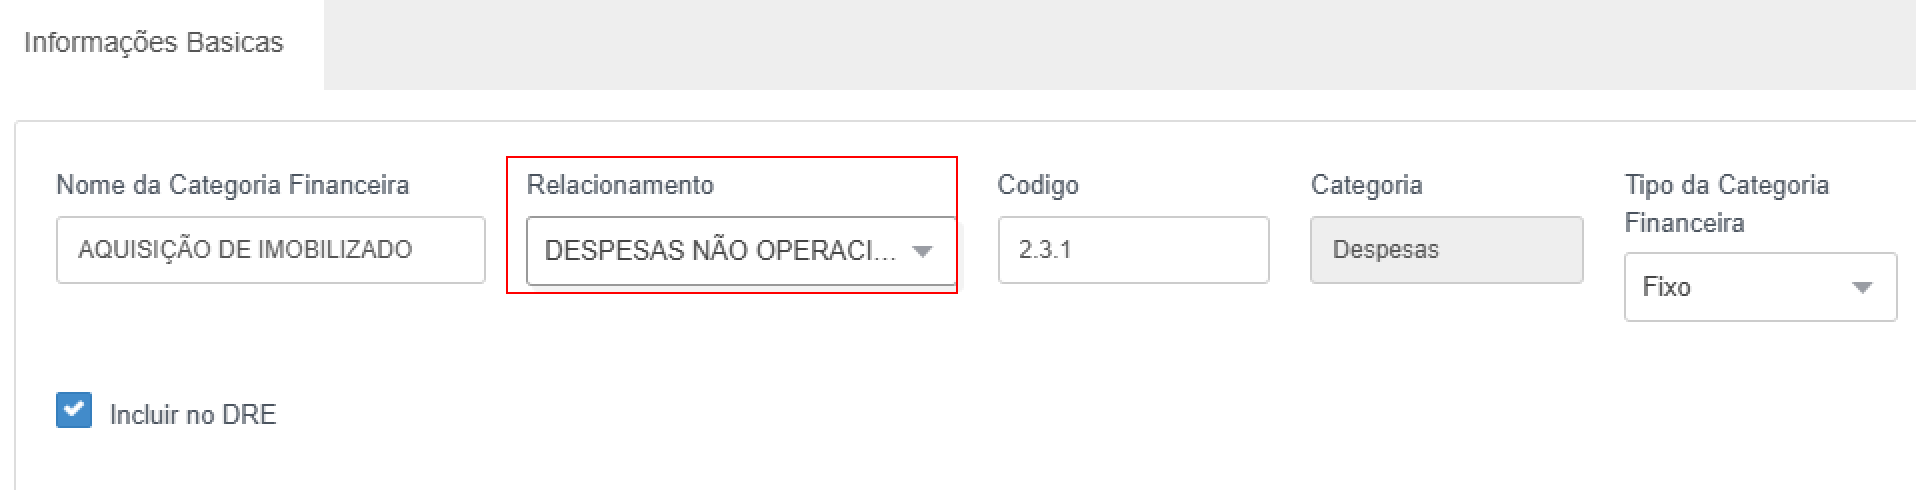 Informações Basicas
Nome da Categoria Financeira
AQUISIÇÃO DE IMOBILIZADO
Relacionamento
DESPESAS NÃO OPERACI...
Codigo
2.3.1
Categoria
Despesas
Tipo da Categoria
Financeira
Fixo
Incluir no DRE